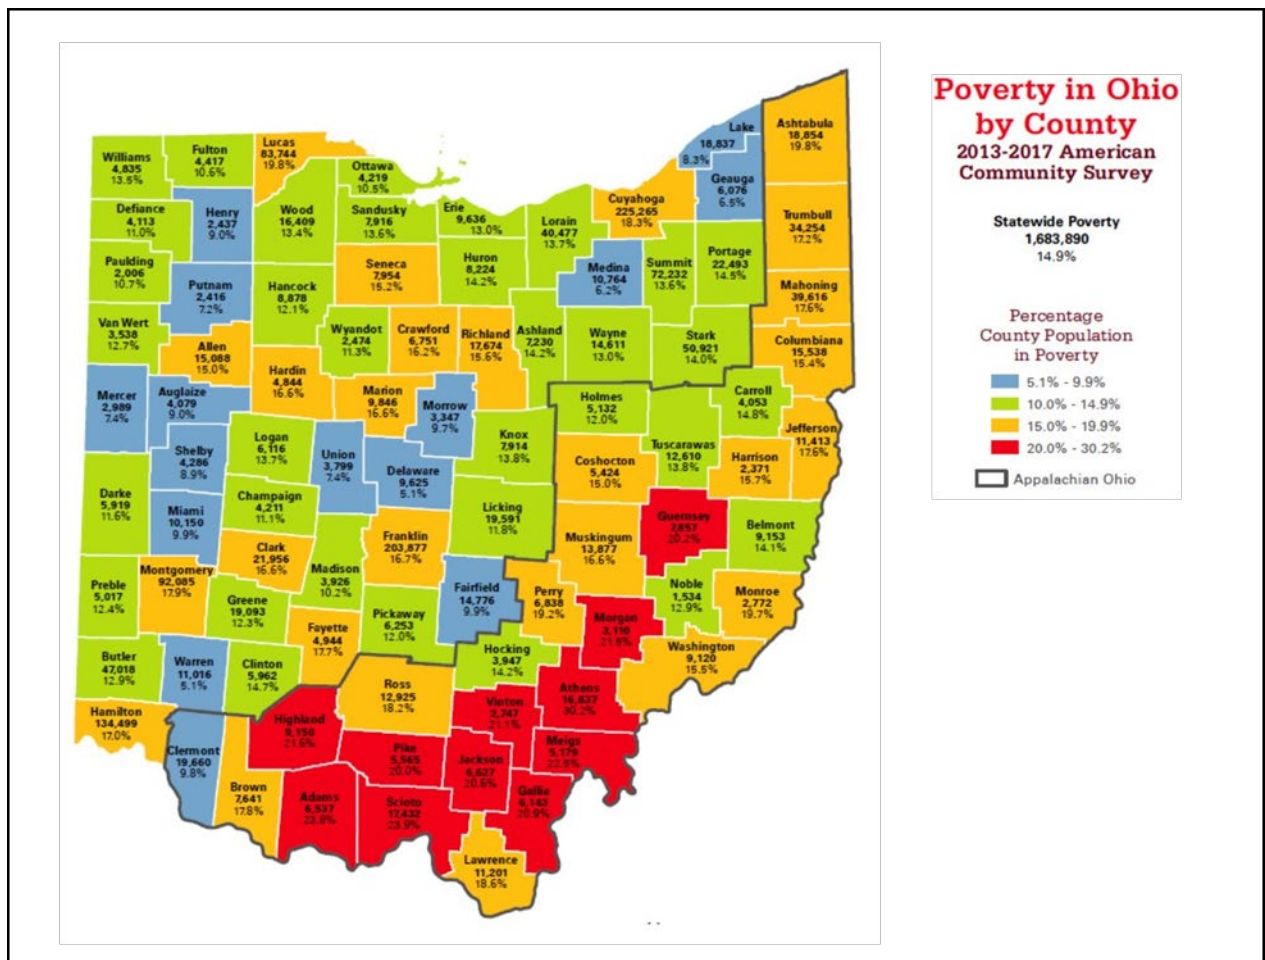 Poverty in Ohio
by County
2013-2017 American
Community Survey
Statewide Poverty
1,683,890
14.9%
Percentage
County Population
in Poverty
5.1% - 9.9%
10.0% - 14.9%
15.0% - 19.9%
20.0% - 30.2%
Appalachian Ohio
Williams
4,835
13.5%
Fulton
4,417
10.6%
Lucas
83,744
19.8%
Ottawa
4,219
10.5%
Lake
18,837
8.3%
Ashtabula
18,854
19.8%
Geauga
6,076
6.5%
Defiance
4,113
11.0%
Henry
2,437
9.0%
Wood
16,409
13.4%
Sandusky
7,916
13.6%
Erie
9,636
13.0%
Lorain
40,477
13.7%
Cuyahoga
225,265
18.3%
Trumbull
34,254
17.2%
Paulding
2,006
10.7%
Putnam
2,416
7.2%
Hancock
8,878
12.1%
Seneca
7,954
15.2%
Huron
8,224
14.2%
Medina
10,764
6.2%
Summit
72,232
13.6%
Portage
22,493
14.5%
Mahoning
39,616
17.6%
Van Wert
3,538
12.7%
Allen
15,088
15.0%
Wyandot
2,474
11.3%
Crawford
6,751
16.2%
Richland
17,674
15.6%
Ashland
7,230
14.2%
Wayne
14,611
13.0%
Stark
50,921
14.0%
Columbiana
15,538
15.4%
Mercer
2,989
7.4%
Auglaize
4,079
9.0%
Hardin
4,844
16.6%
Marion
9,846
16.6%
Morrow
3,347
9.7%
Holmes
5,132
12.0%
Carroll
4,053
14.8%
Shelby
4,286
8.9%
Logan
6,116
13.7%
Union
3,799
7.4%
Delaware
9,625
5.1%
Knox
7,914
13.8%
Coshocton
5,424
15.0%
Tuscarawas
12,610
13.8%
Harrison
2,371
15.7%
Jefferson
11,413
17.6%
Darke
5,919
11.6%
Miami
10,150
9.9%
Champaign
4,211
11.1%
Licking
19,591
11.8%
Guernsey
7,857
20.2%
Belmont
9,153
14.1%
Clark
21,956
16.6%
Franklin
203,877
16.7%
Muskingum
13,877
16.6%
Preble
5,017
12.4%
Montgomery
92,085
17.9%
Greene
19,093
12.3%
Madison
3,926
10.2%
Pickaway
6,253
12.0%
Fairfield
14,776
9.9%
Perry
6,838
19.2%
Noble
1,534
12.9%
Monroe
2,772
19.7%
Fayette
4,944
17.7%
Morgan
Washington
9,120
15.5%
Butler
47,018
12.9%
Warren
11,016
5.1%
Clinton
5,962
14.7%
Hocking
3,947
14.2%
Ross
12,925
18.2%
Athens
30.2%
Vinton
2,747
21.1%
Hamilton
134,499
17.0%
Highland
9,150
Clermont
19,660
9.8%
Pike
5,565
20.0%
Jackson
6,627
Meigs
5,179
Brown
7,641
17.8%
Adams
6,537
Scioto
17,432
23.9%
Gallia
6,143
20.9%
Lawrence
11,201
18.6%